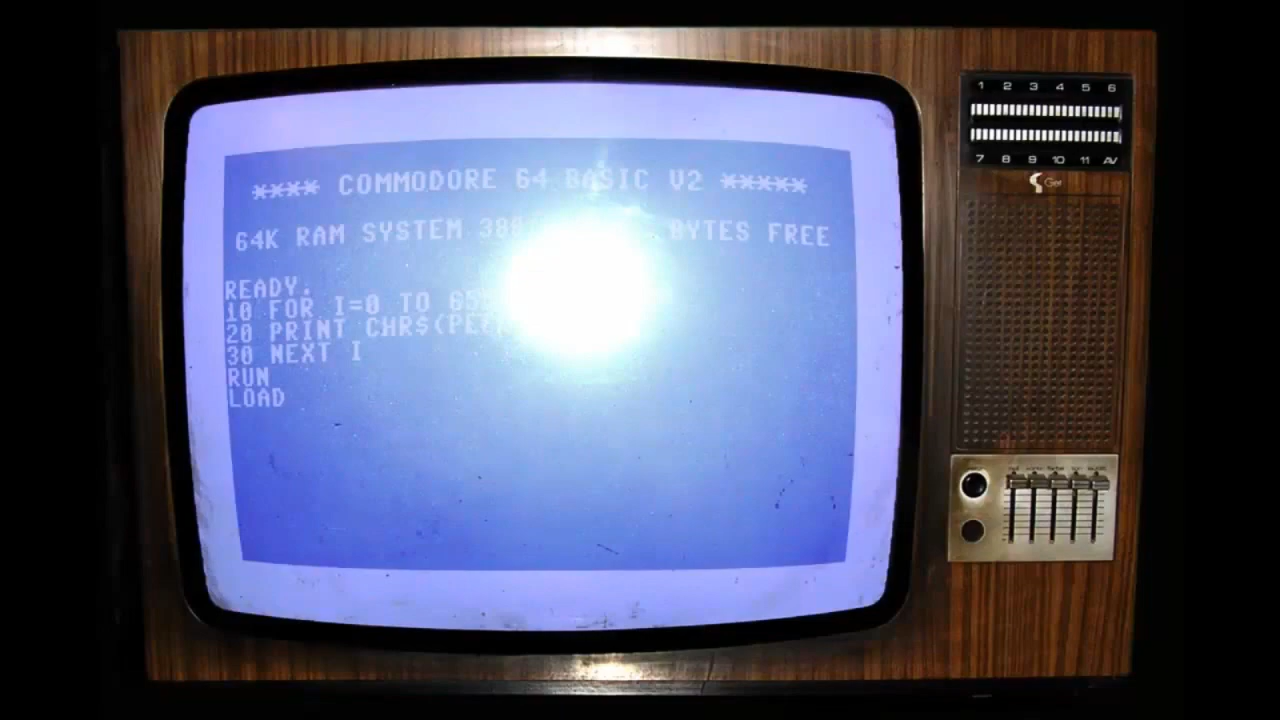 **** COMMODORE 64 BASIC V2 *****
64K RAM SYSTEM BYTES FREE
READY.
10 FOR I=0 TO
20 PRINT
30 NEXT I
RUN
LOAD
1 2 3 4 5 6
7 8 9 10 11 AV